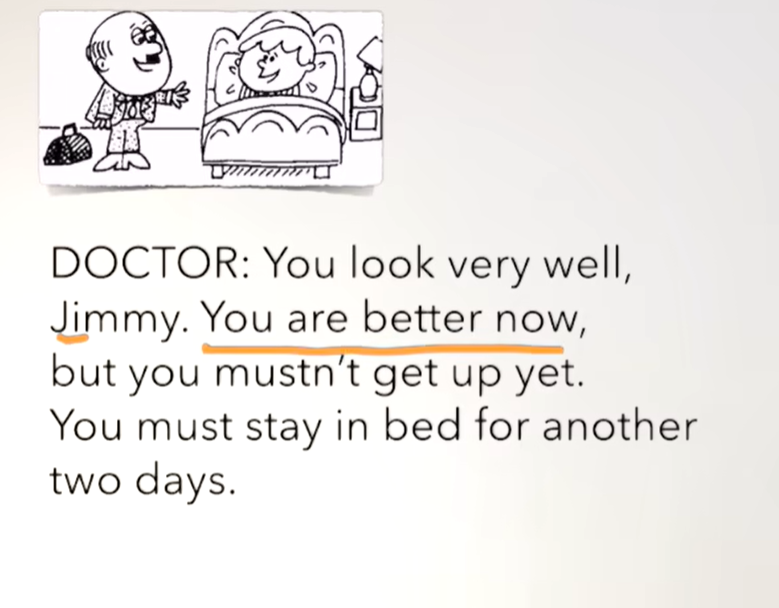 DOCTOR: You look very well,
Jimmy. You are better now,
but you mustn't get up yet.
You must stay in bed for another
two days.